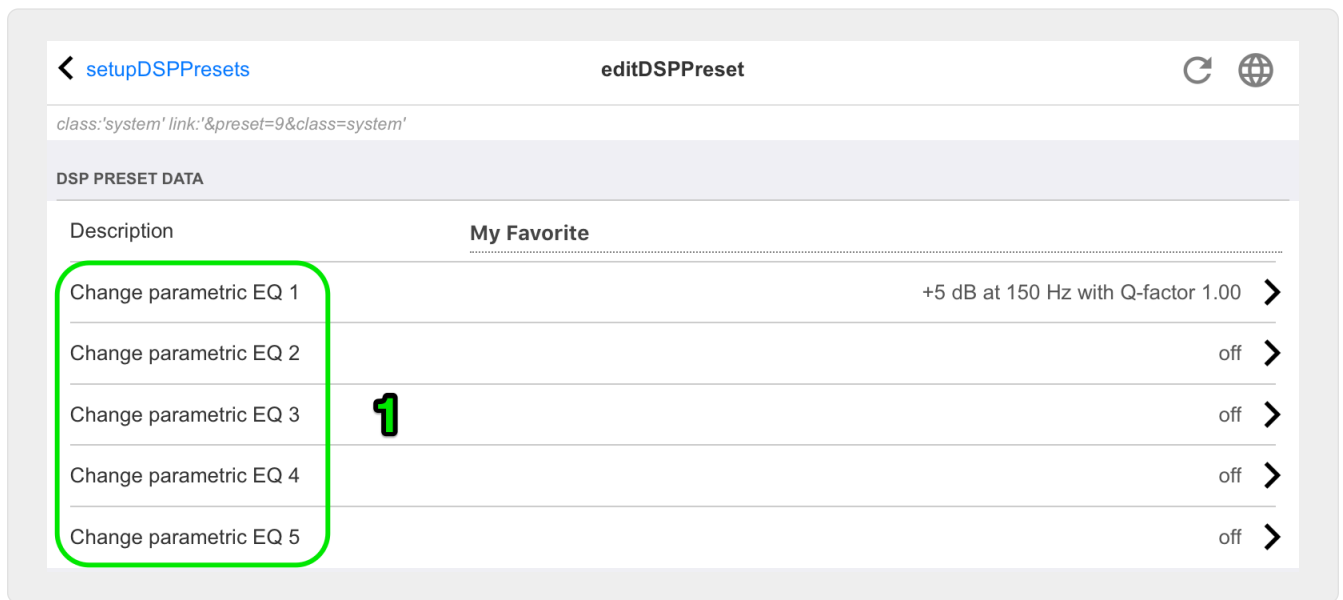 setupDSPPresets editDSPPreset
class:'system' link:'&preset=9&class=system'
DSP PRESET DATA
Description My Favorite
Change parametric EQ 1 +5 dB at 150 Hz with Q-factor 1.00
Change parametric EQ 2 off
Change parametric EQ 3 off
1
Change parametric EQ 4 off
Change parametric EQ 5 off